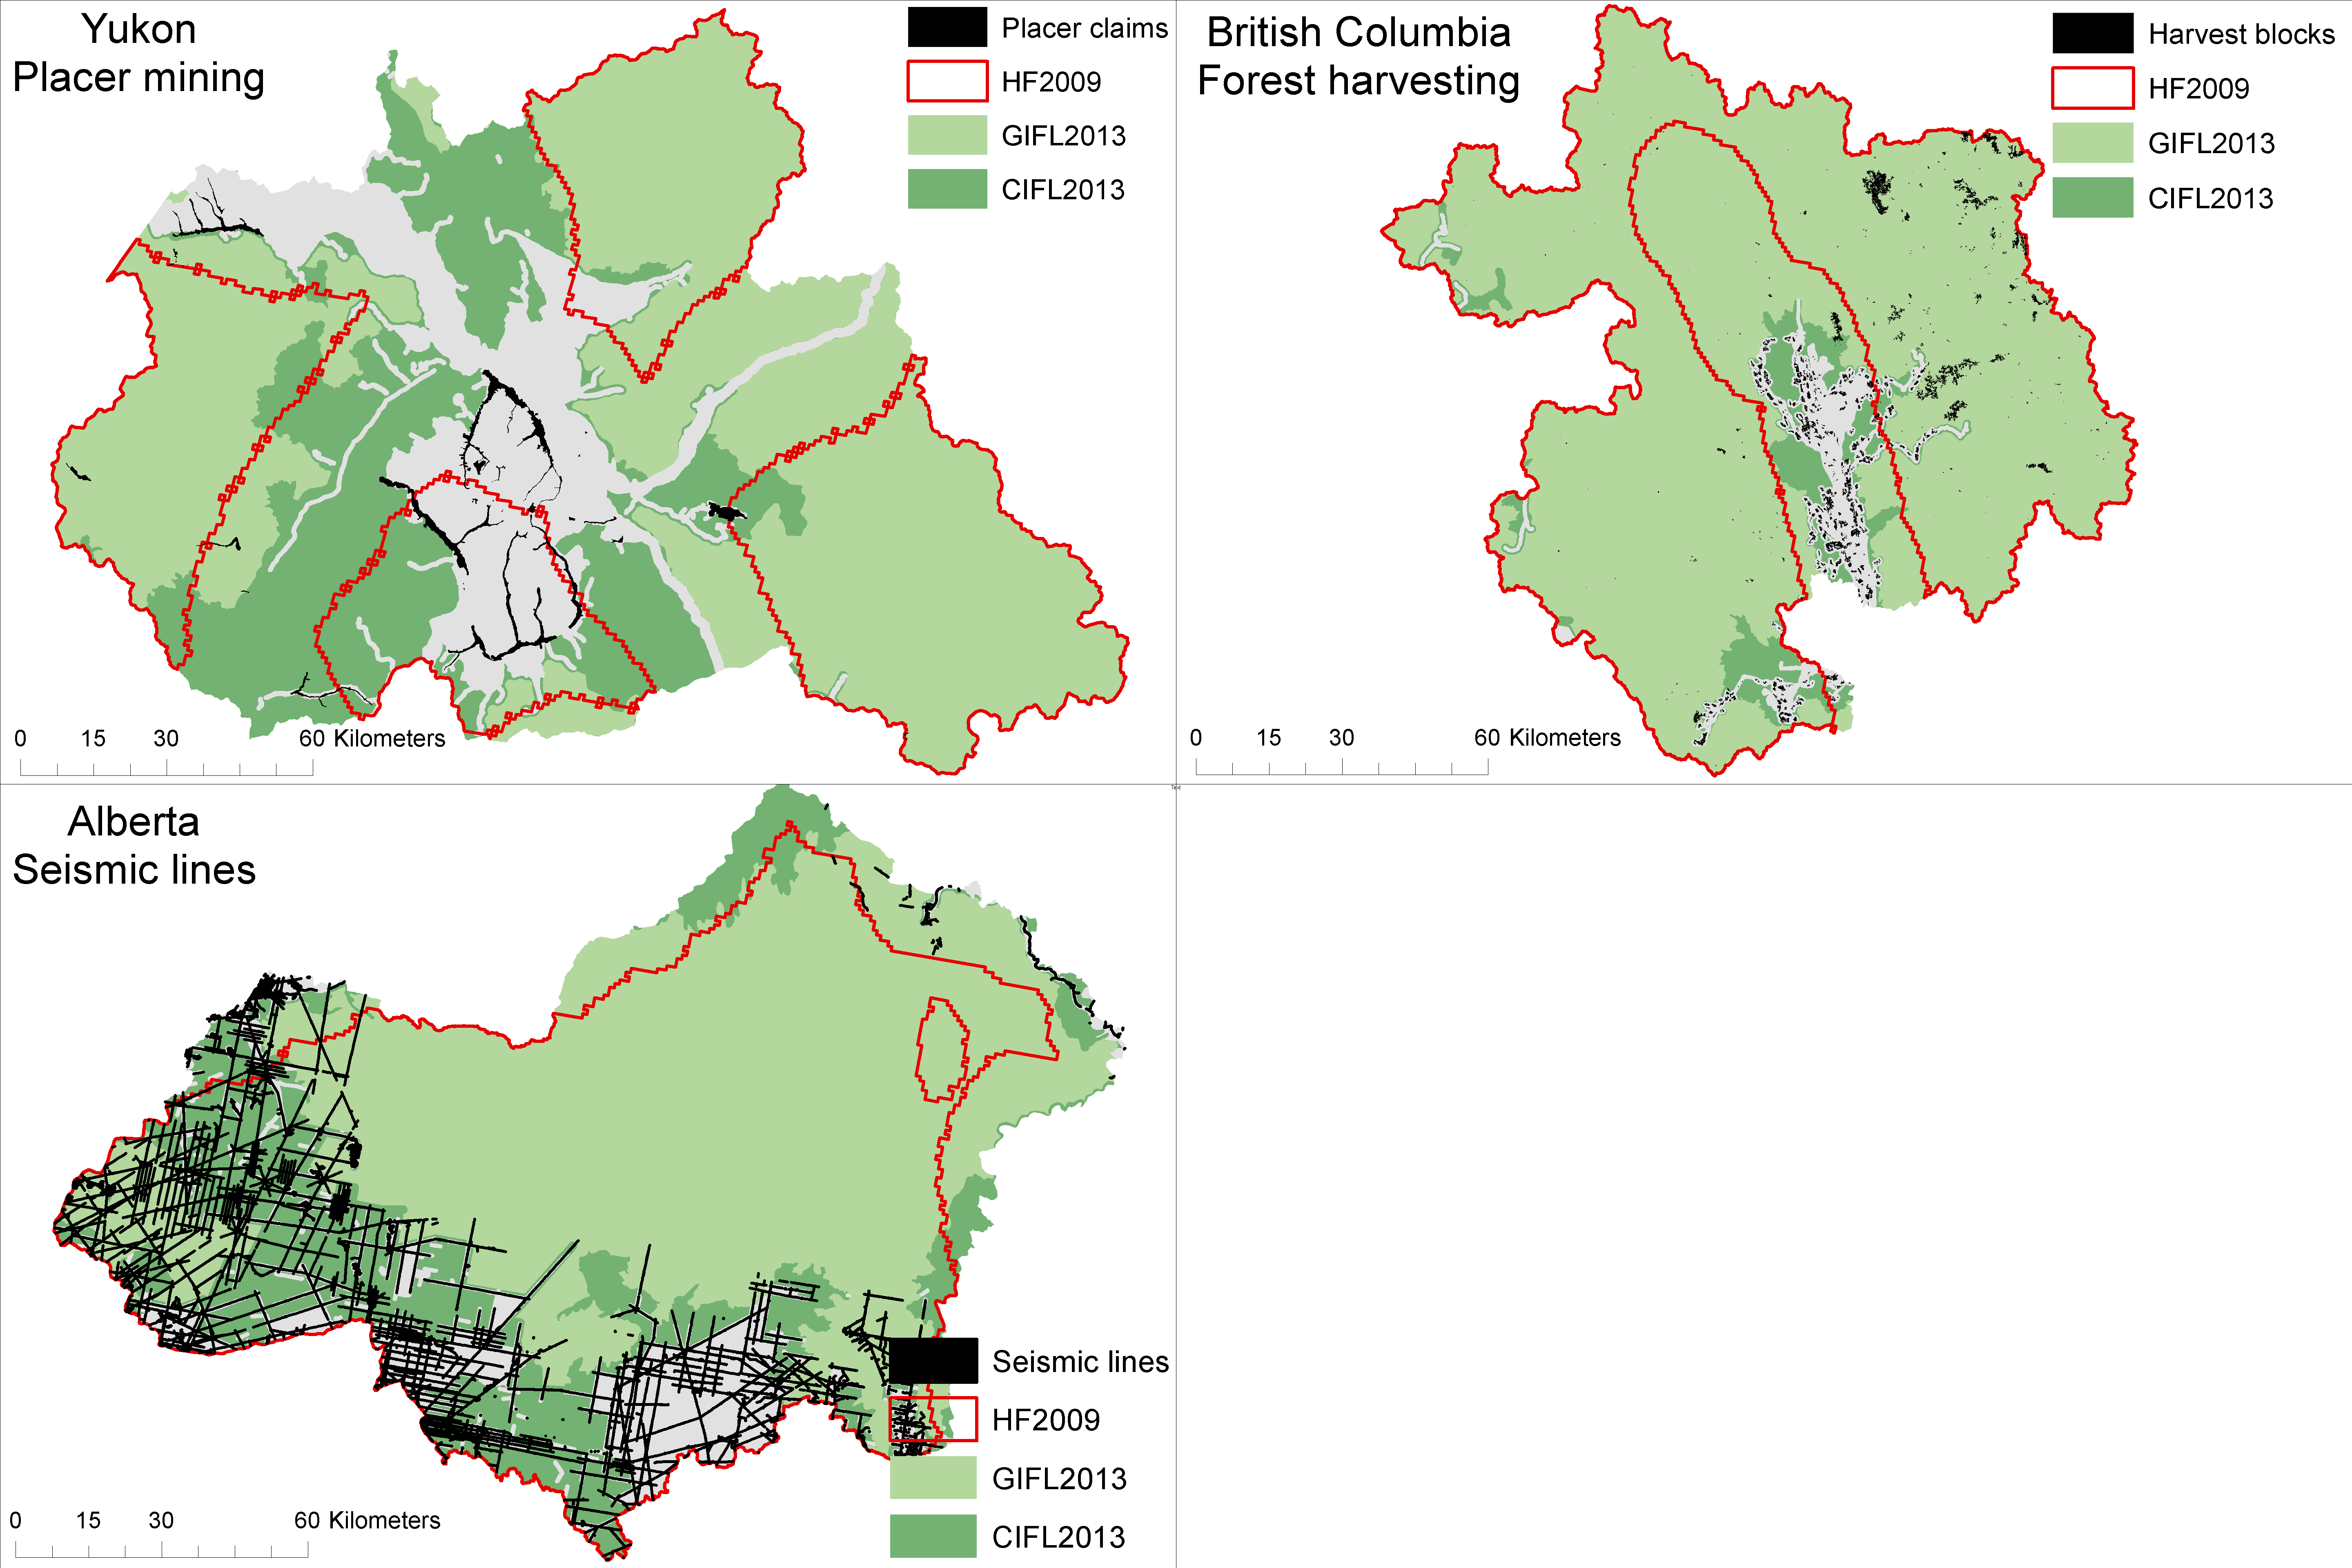 Yukon
Placer mining
Placer claims
HF2009
GIFL2013
CIFL2013
0 15 30 60 Kilometers
British Columbia
Forest harvesting
Harvest blocks
HF2009
GIFL2013
CIFL2013
0 15 30 60 Kilometers
Text
Alberta
Seismic lines
Seismic lines
HF2009
GIFL2013
CIFL2013
0 15 30 60 Kilometers